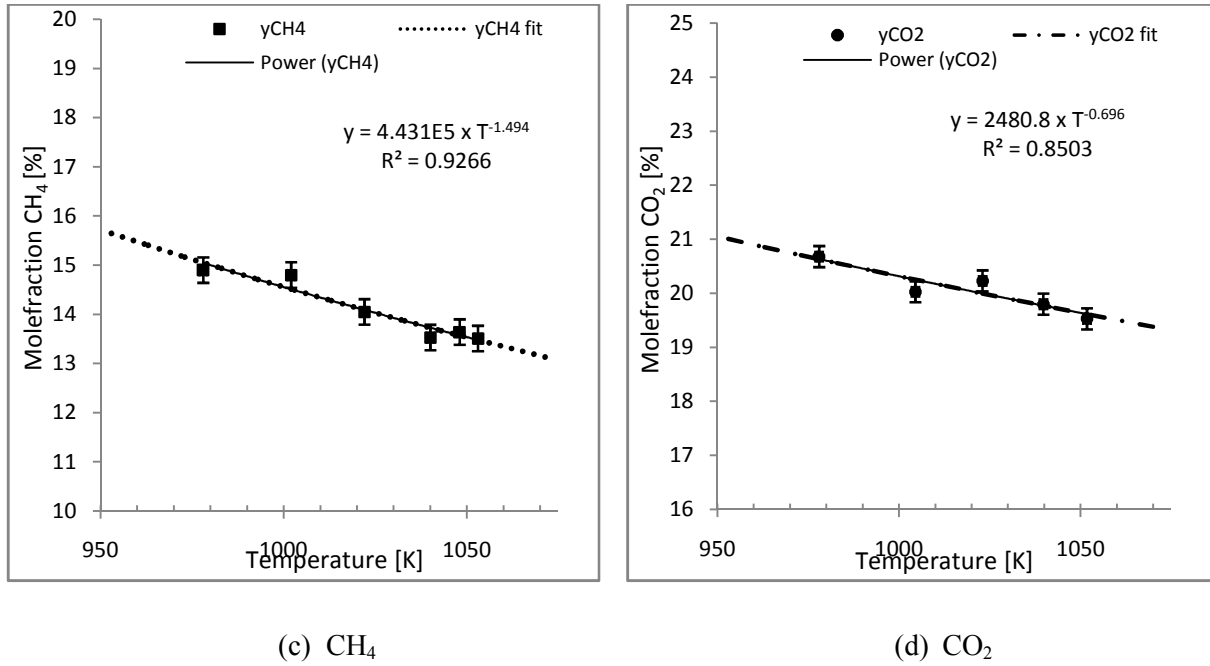 yCH4 yCH4 fit
Power (yCH4)
y = 4.431E5 x T^-1.494
R² = 0.9266
Molefraction CH₄ [%]
20
19
18
17
16
15
14
13
12
11
10
950 1000 1050
Temperature [K]
(c) CH₄
yCO2 yCO2 fit
Power (yCO2)
y = 2480.8 x T^-0.696
R² = 0.8503
Molefraction CO₂ [%]
25
24
23
22
21
20
19
18
17
16
950 1000 1050
Temperature [K]
(d) CO₂